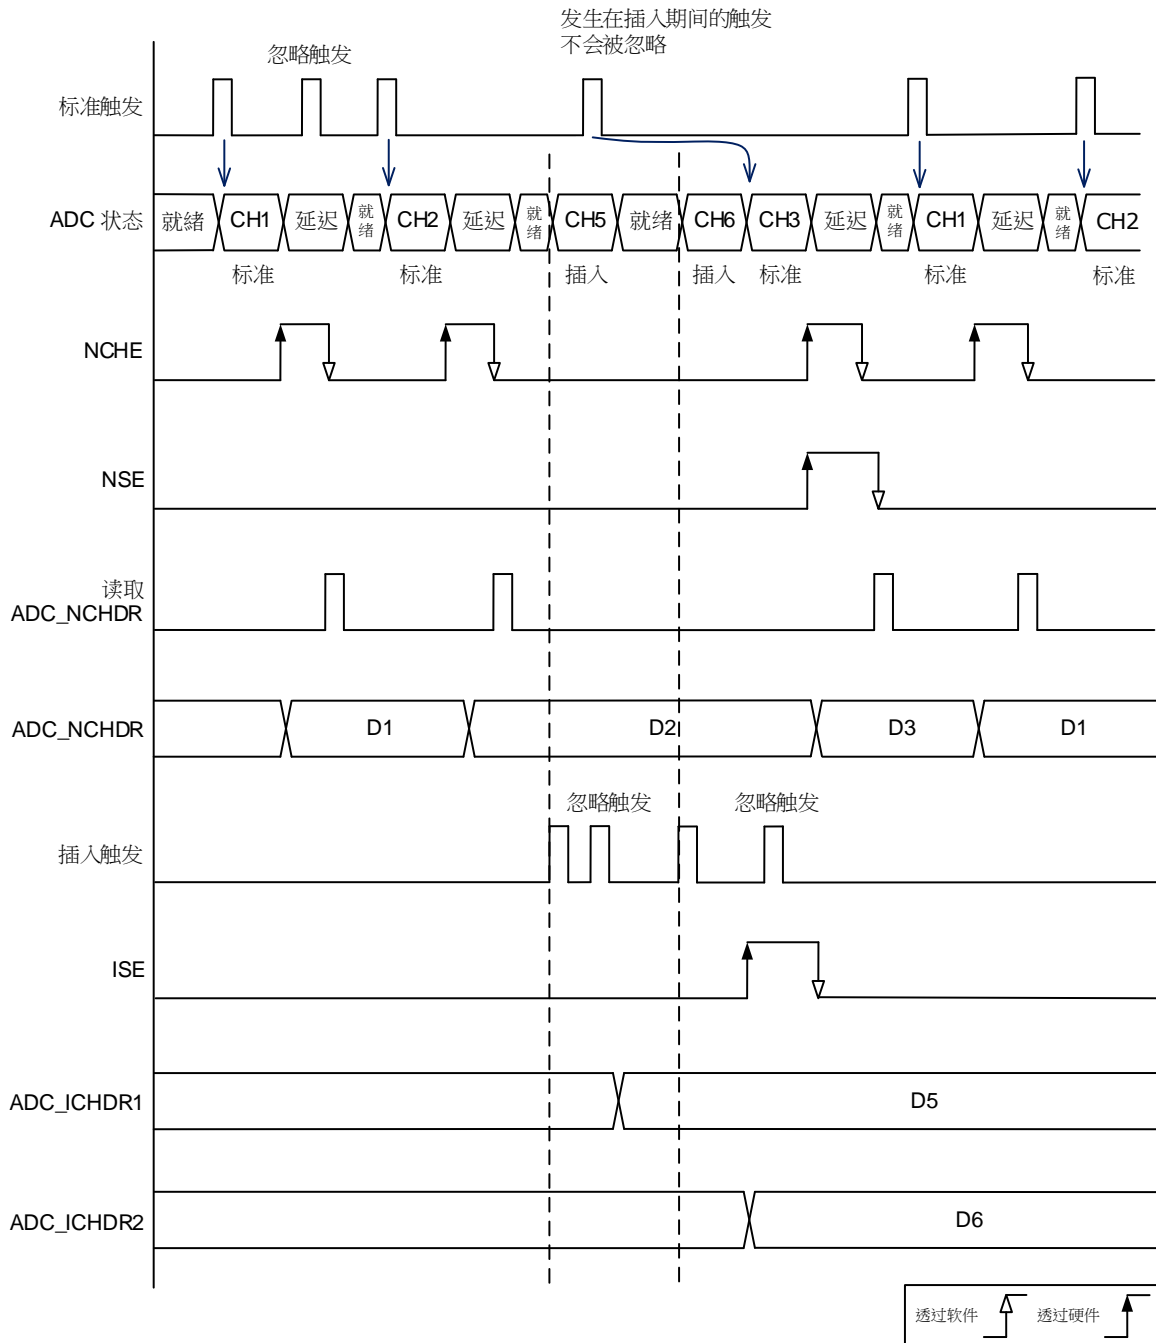 发生在插入期间的触发
不会被忽略
忽略触发
标准触发
ADC 状态
就緒
CH1
延迟
就绪
CH2
延迟
就绪
CH5
就绪
CH6
CH3
延迟
就绪
CH1
延迟
就绪
CH2
标准
标准
插入
插入
标准
标准
标准
NCHE
NSE
读取
ADC_NCHDR
ADC_NCHDR
D1
D2
D3
D1
忽略触发
忽略触发
插入触发
ISE
ADC_ICHDR1
D5
ADC_ICHDR2
D6
透过软件
透过硬件